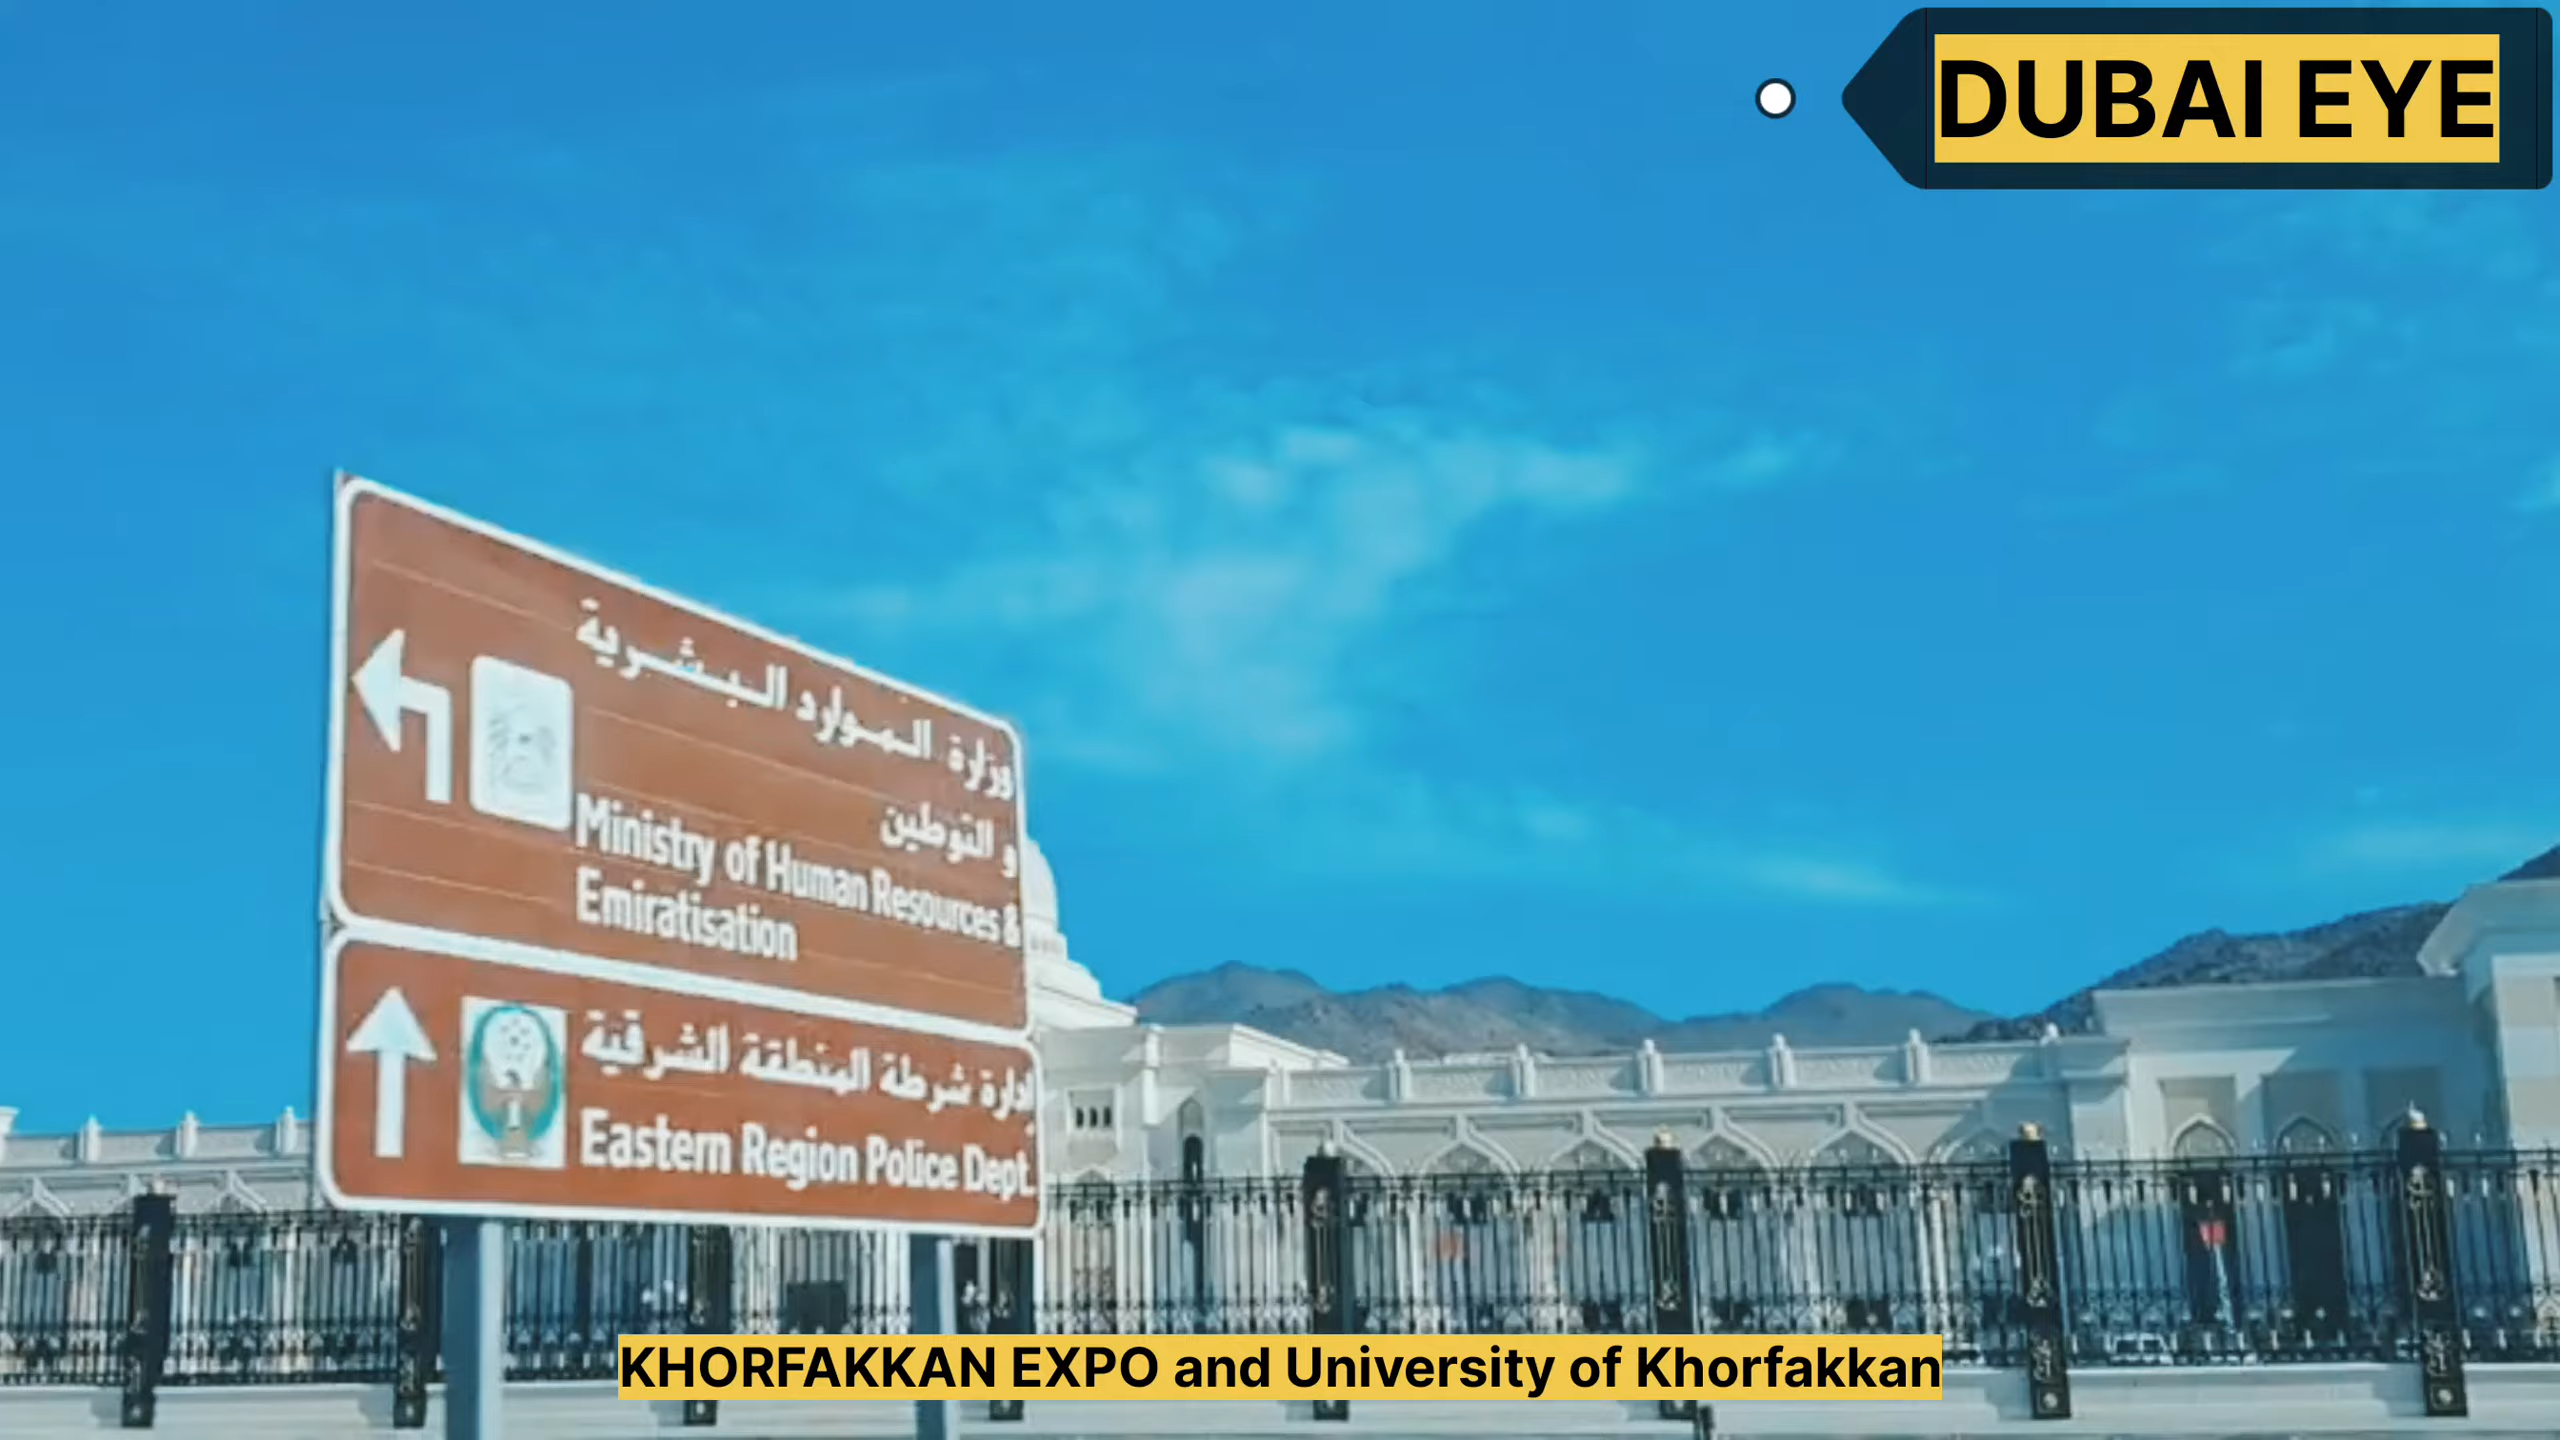 DUBAI EYE
وزارة الموارد البشرية
و التوطين
Ministry of Human Resources &
Emiratisation
إدارة شرطة المنطقة الشرقية
Eastern Region Police Dept.
KHORFAKKAN EXPO and University of Khorfakkan